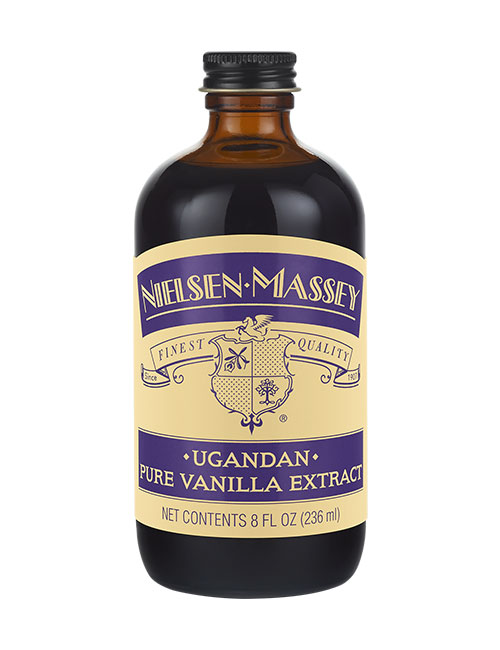 NIELSEN·MASSEY
FINEST QUALITY
Since 1907
®
·UGANDAN·
PURE VANILLA EXTRACT
NET CONTENTS 8 FL OZ (236 ml)